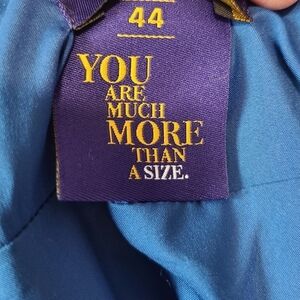 44
YOU
ARE
MUCH
MORE
THAN
A SIZE.